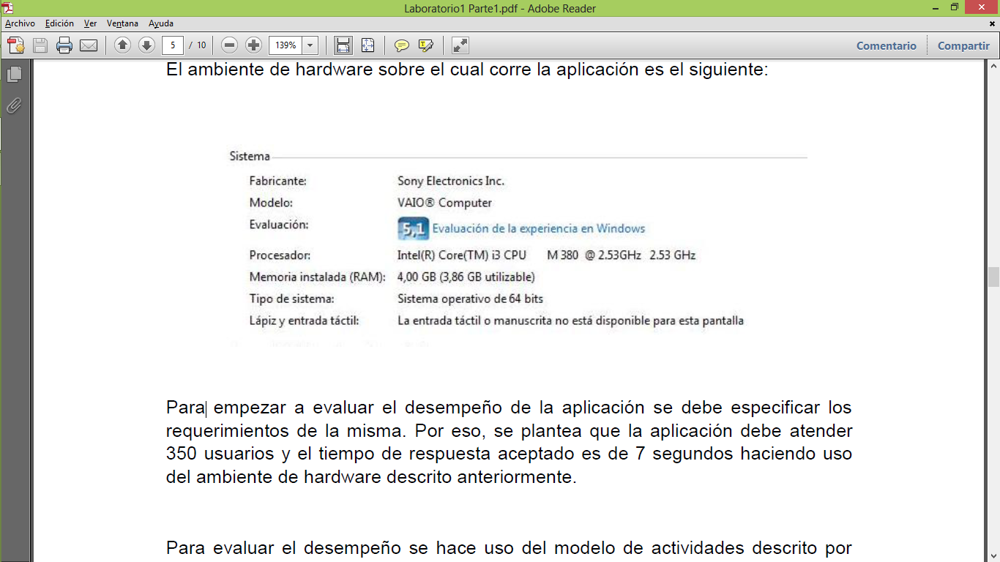 Laboratorio1 Parte1.pdf - Adobe Reader
Archivo Edición Ver Ventana Ayuda
5 / 10 139% Comentario Compartir
El ambiente de hardware sobre el cual corre la aplicación es el siguiente:
Sistema
Fabricante: Sony Electronics Inc.
Modelo: VAIO® Computer
Evaluación: 5,1 Evaluación de la experiencia en Windows
Procesador: Intel(R) Core(TM) i3 CPU M 380 @ 2.53GHz 2.53 GHz
Memoria instalada (RAM): 4,00 GB (3,86 GB utilizable)
Tipo de sistema: Sistema operativo de 64 bits
Lápiz y entrada táctil: La entrada táctil o manuscrita no está disponible para esta pantalla
Para empezar a evaluar el desempeño de la aplicación se debe especificar los
requerimientos de la misma. Por eso, se plantea que la aplicación debe atender
350 usuarios y el tiempo de respuesta aceptado es de 7 segundos haciendo uso
del ambiente de hardware descrito anteriormente.
Para evaluar el desempeño se hace uso del modelo de actividades descrito por